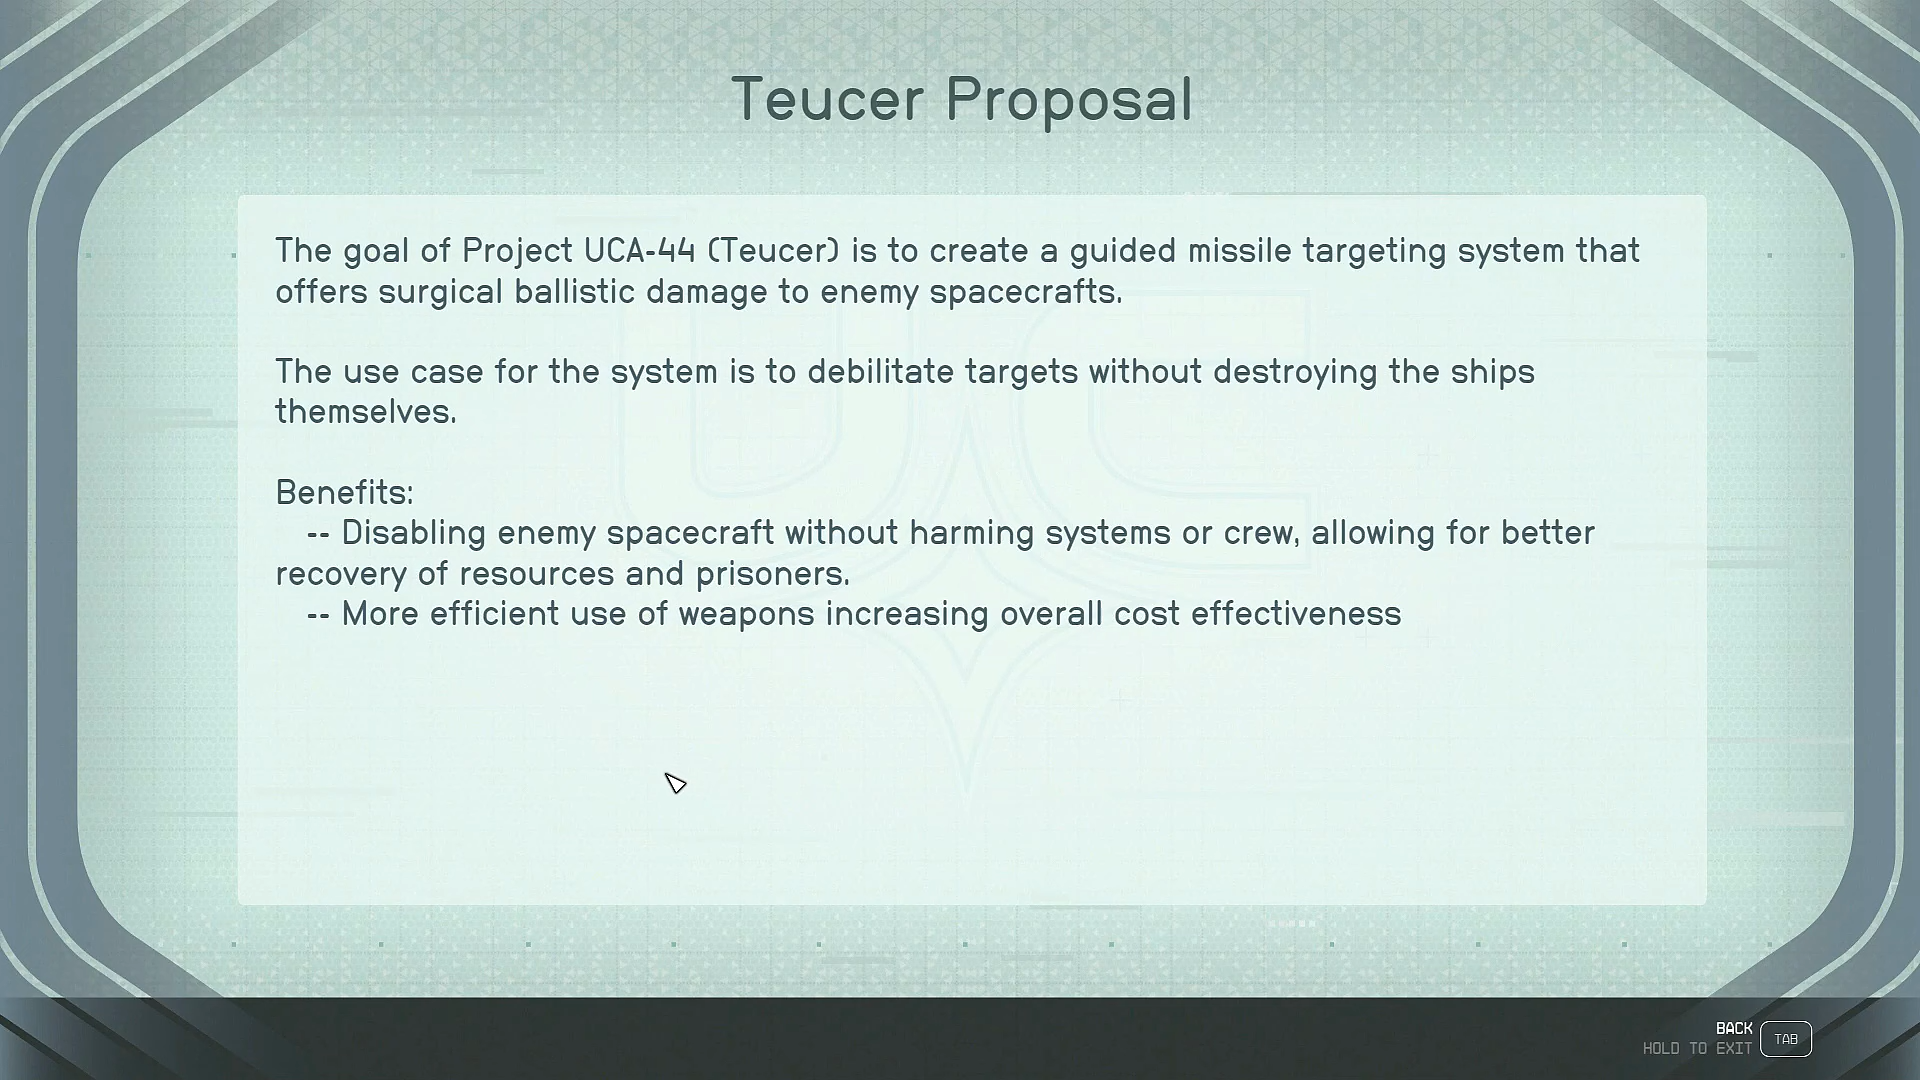 Teucer Proposal
The goal of Project UCA-44 (Teucer) is to create a guided missile targeting system that
offers surgical ballistic damage to enemy spacecrafts.
The use case for the system is to debilitate targets without destroying the ships
themselves.
Benefits:
-- Disabling enemy spacecraft without harming systems or crew, allowing for better
recovery of resources and prisoners.
-- More efficient use of weapons increasing overall cost effectiveness
UC
BACK
HOLD TO EXIT
TAB